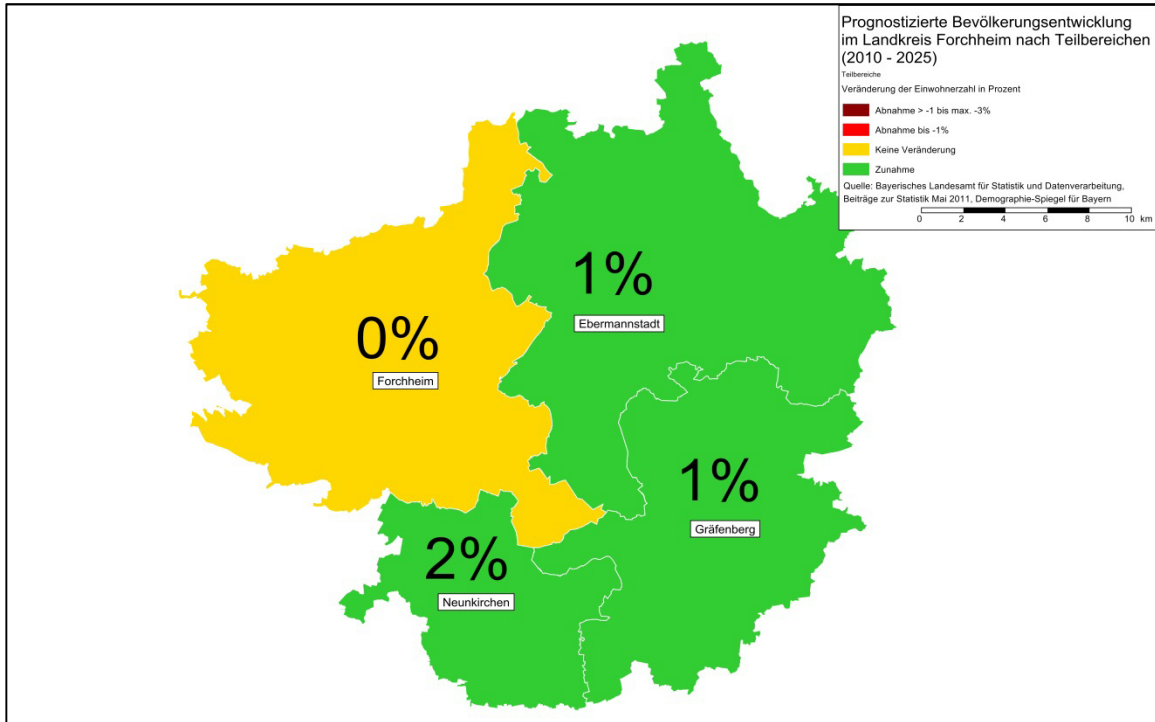 Prognostizierte Bevölkerungsentwicklung
im Landkreis Forchheim nach Teilbereichen
(2010 - 2025)
Teilbereiche
Veränderung der Einwohnerzahl in Prozent
Abnahme > -1 bis max. -3%
Abnahme bis -1%
Keine Veränderung
Zunahme
Quelle: Bayerisches Landesamt für Statistik und Datenverarbeitung,
Beiträge zur Statistik Mai 2011, Demographie-Spiegel für Bayern
0 2 4 6 8 10 km
1%
Ebermannstadt
0%
Forchheim
1%
Gräfenberg
2%
Neunkirchen